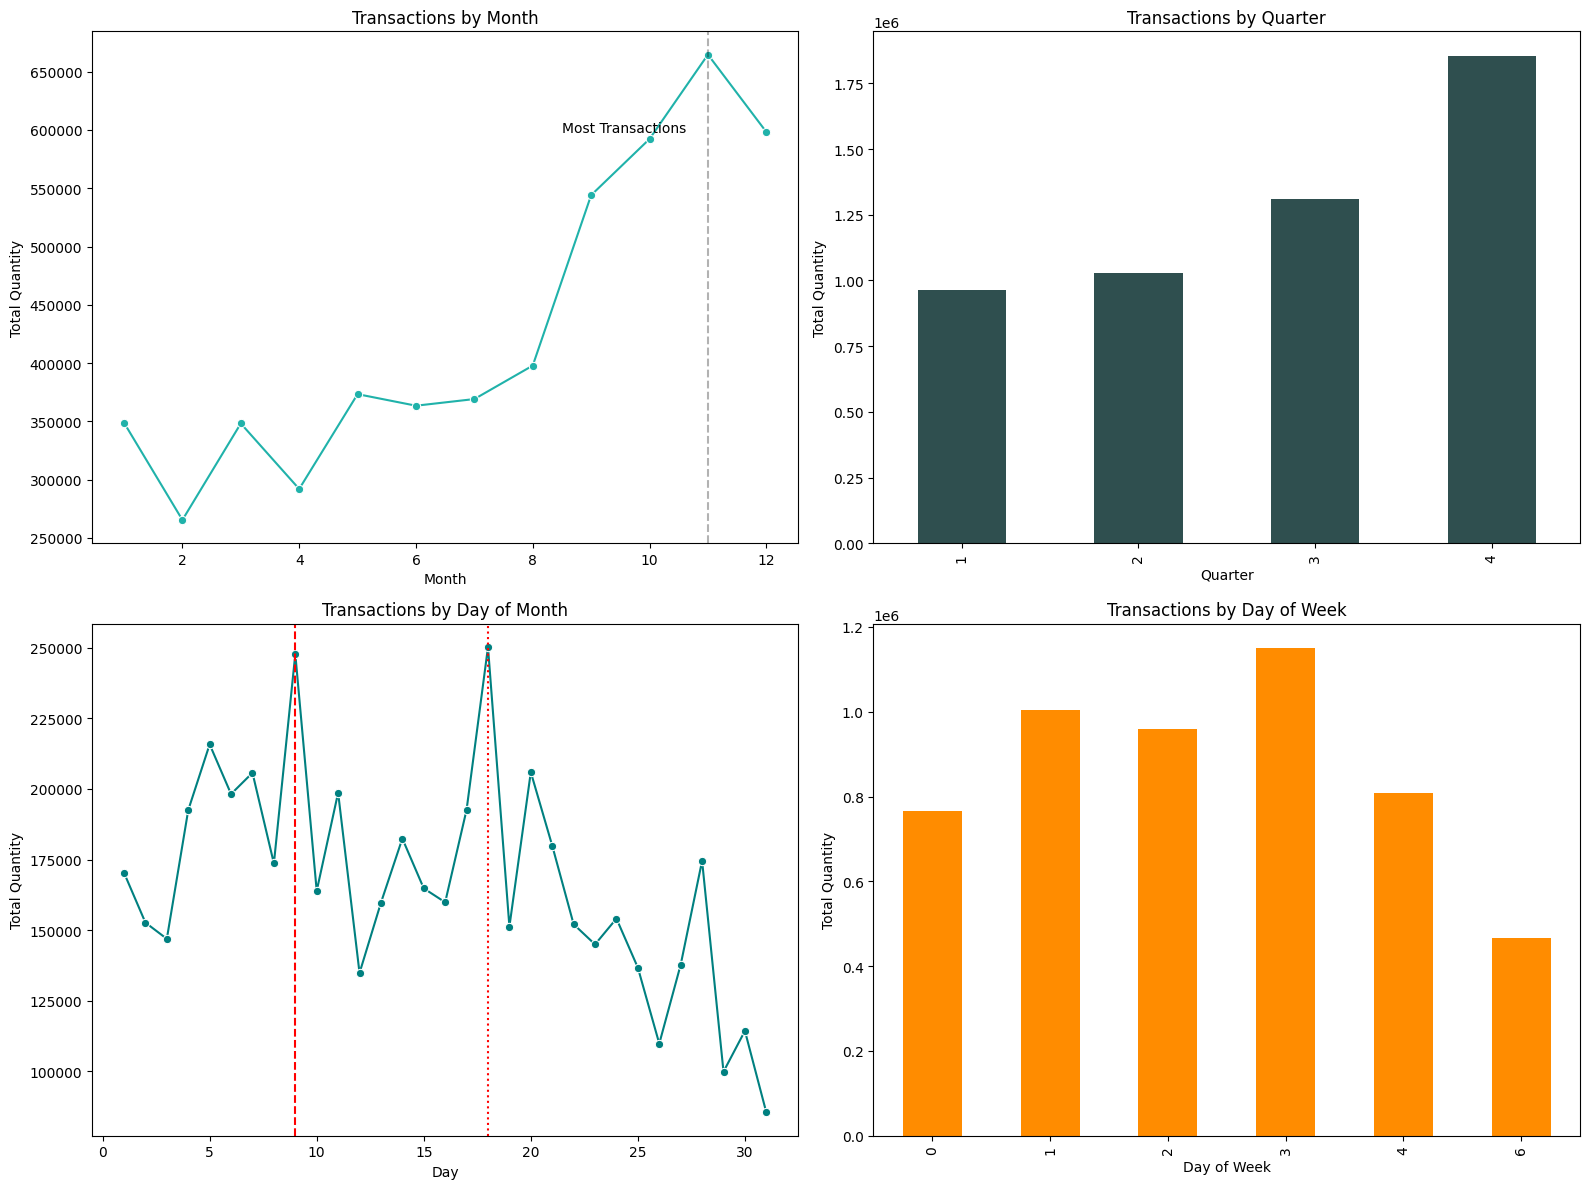 Transactions by Month
Total Quantity
650000
600000
550000
500000
450000
400000
350000
300000
250000
Most Transactions
2 4 6 8 10 12
Month
Transactions by Quarter
1e6
Total Quantity
1.75
1.50
1.25
1.00
0.75
0.50
0.25
0.00
1 2 3 4
Quarter
Transactions by Day of Month
Total Quantity
250000
225000
200000
175000
150000
125000
100000
0 5 10 15 20 25 30
Day
Transactions by Day of Week
1e6
Total Quantity
1.2
1.0
0.8
0.6
0.4
0.2
0.0
0 1 2 3 4 6
Day of Week